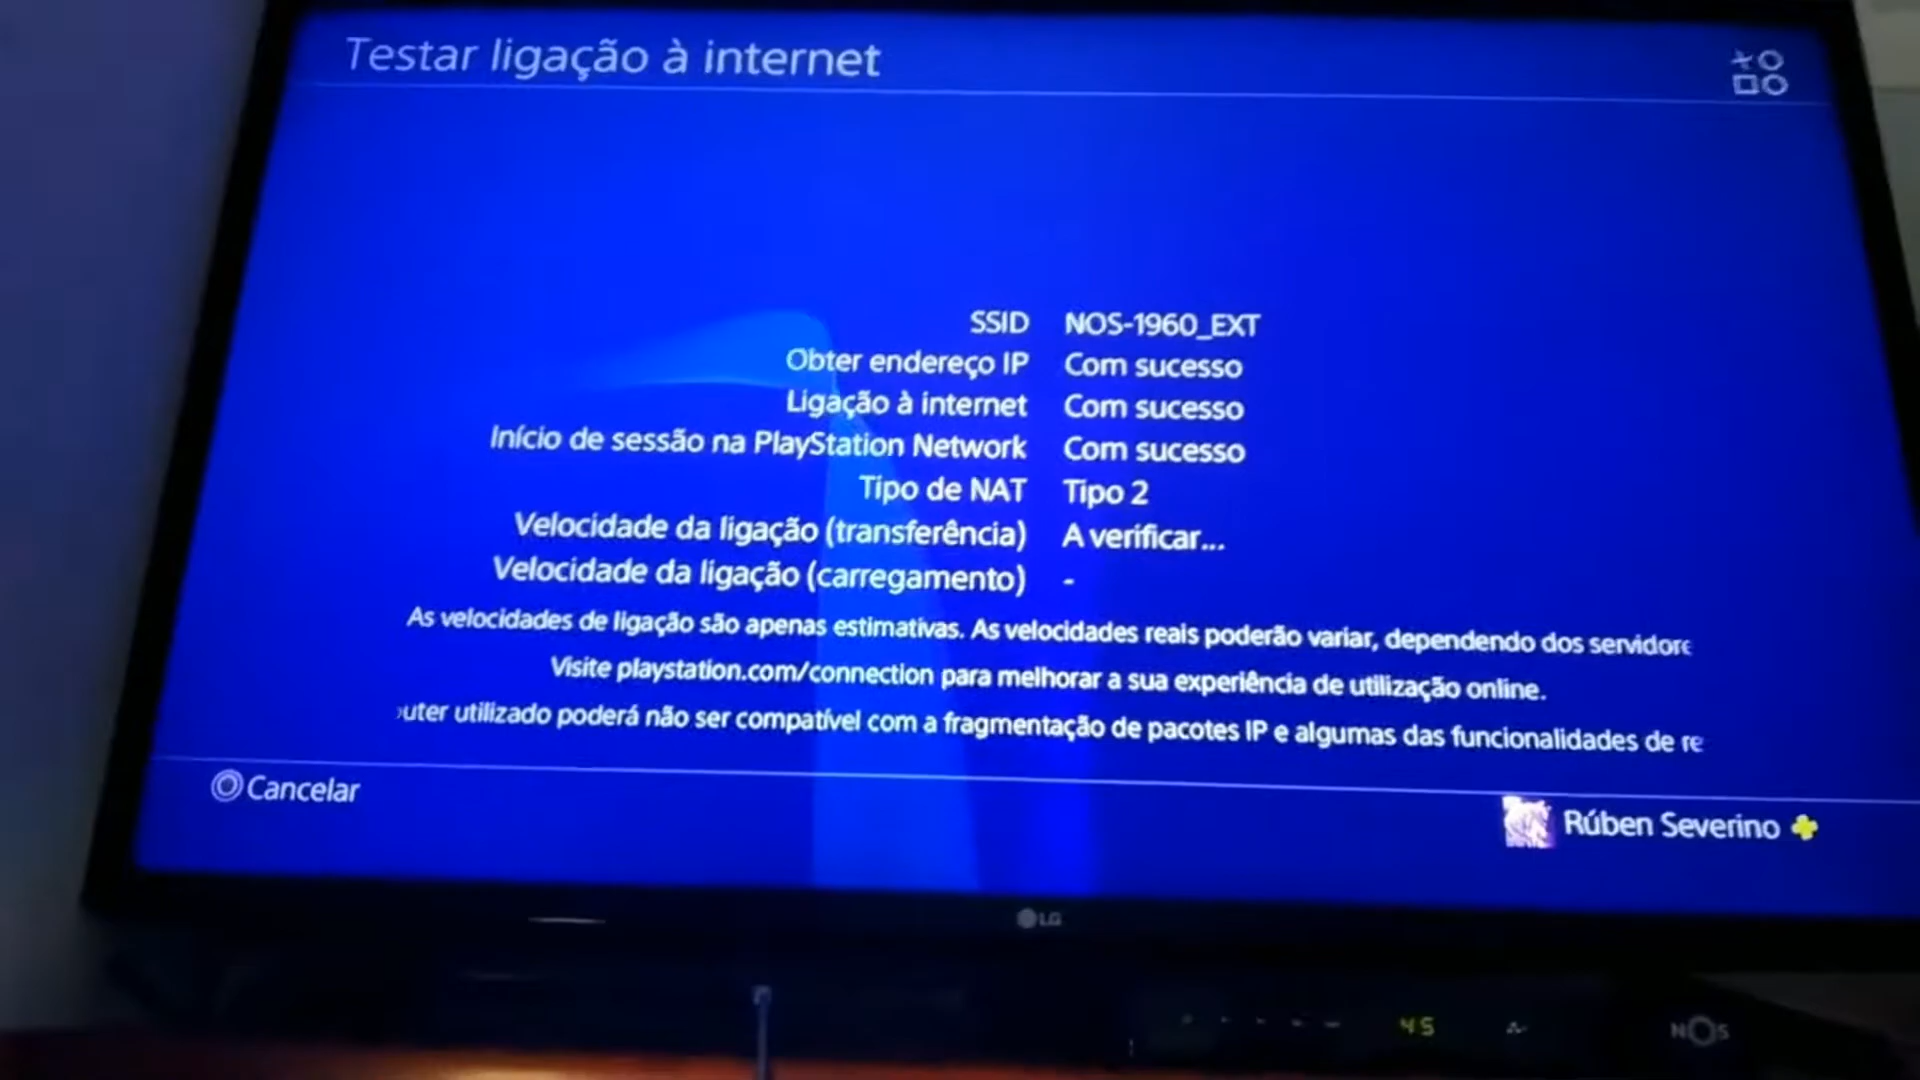 Testar ligação à internet
SSID NOS-1960_EXT
Obter endereço IP Com sucesso
Ligação à internet Com sucesso
Início de sessão na PlayStation Network Com sucesso
Tipo de NAT Tipo 2
Velocidade da ligação (transferência) A verificar...
Velocidade da ligação (carregamento) -
As velocidades de ligação são apenas estimativas. As velocidades reais poderão variar, dependendo dos servidore
Visite playstation.com/connection para melhorar a sua experiência de utilização online.
uter utilizado poderá não ser compatível com a fragmentação de pacotes IP e algumas das funcionalidades de re
Cancelar
Rúben Severino
LG
45
NOS